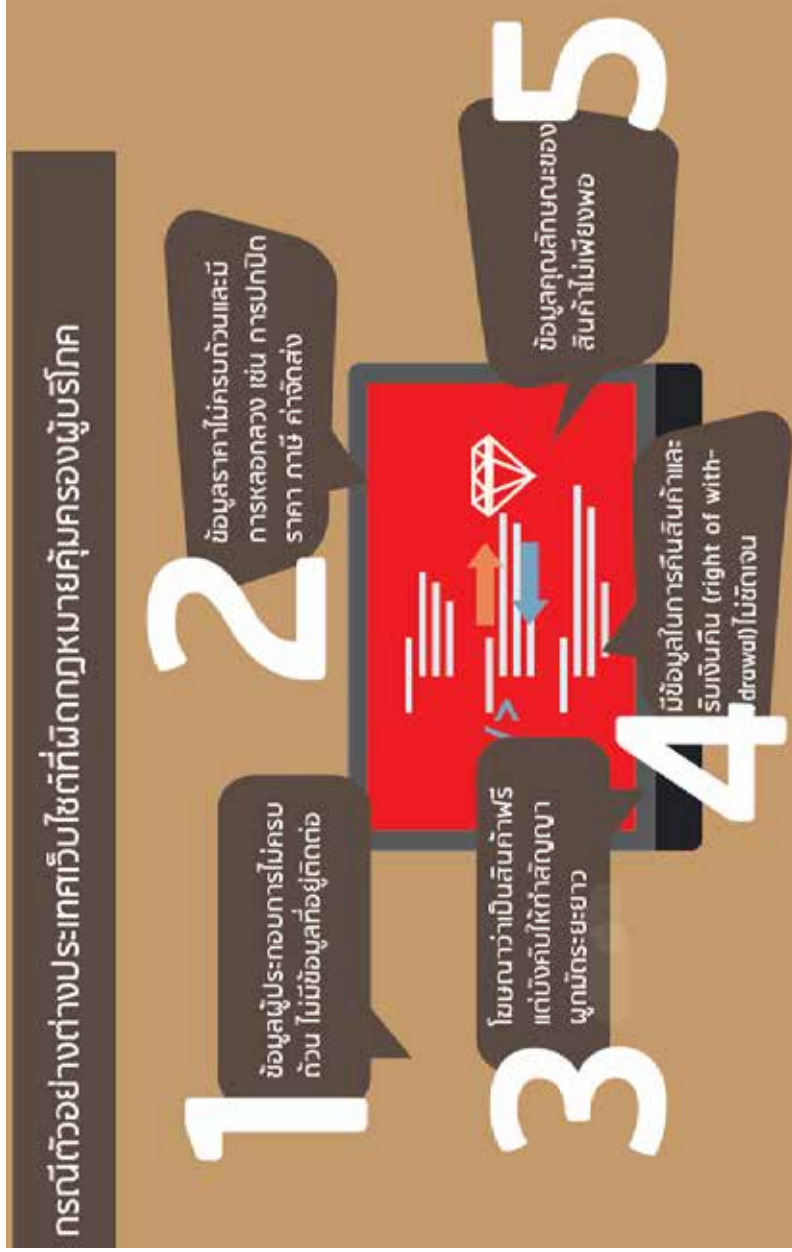 กรณีตัวอย่างต่างประเทศเว็บไซต์ที่ผิดกฎหมายคุ้มครองผู้บริโภค
1
ข้อมูลผู้ประกอบการไม่ครบ
ถ้วน ไม่มีข้อมูลที่อยู่ติดต่อ
2
ข้อมูลราคาไม่ครบถ้วนและมี
การหลอกลวง เช่น การปกปิด
ราคา ภาษี ค่าจัดส่ง
3
โฆษณาว่าเป็นสินค้าฟรี
แต่บังคับให้ทำสัญญา
ผูกมัดระยะยาว
4
มีข้อมูลในการคืนสินค้าและ
รับเงินคืน (right of with-
drawal)ไม่ชัดเจน
5
ข้อมูลคุณลักษณะของ
สินค้าไม่เพียงพอ